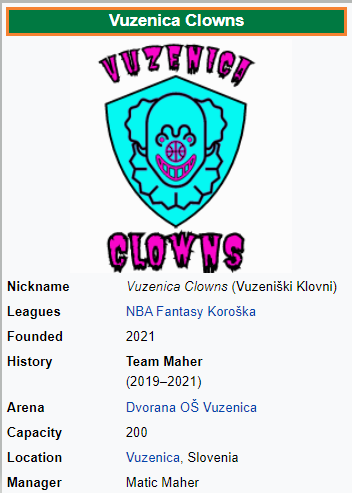 Vuzenica Clowns
VUZENICA
CLOWNS
Nickname Vuzenica Clowns (Vuzeniški Klovni)
Leagues NBA Fantasy Koroška
Founded 2021
History Team Maher
(2019–2021)
Arena Dvorana OŠ Vuzenica
Capacity 200
Location Vuzenica, Slovenia
Manager Matic Maher